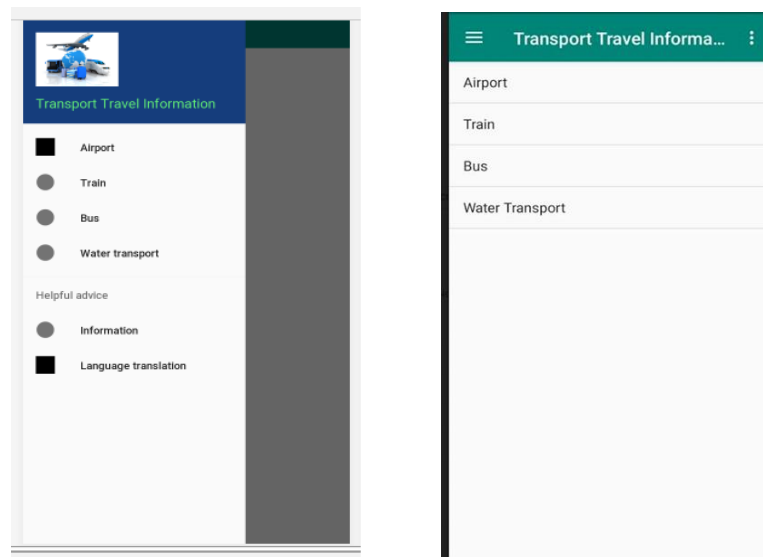 Transport Travel Information
Airport
Train
Bus
Water transport
Helpful advice
Information
Language translation
Transport Travel Informa...
Airport
Train
Bus
Water Transport